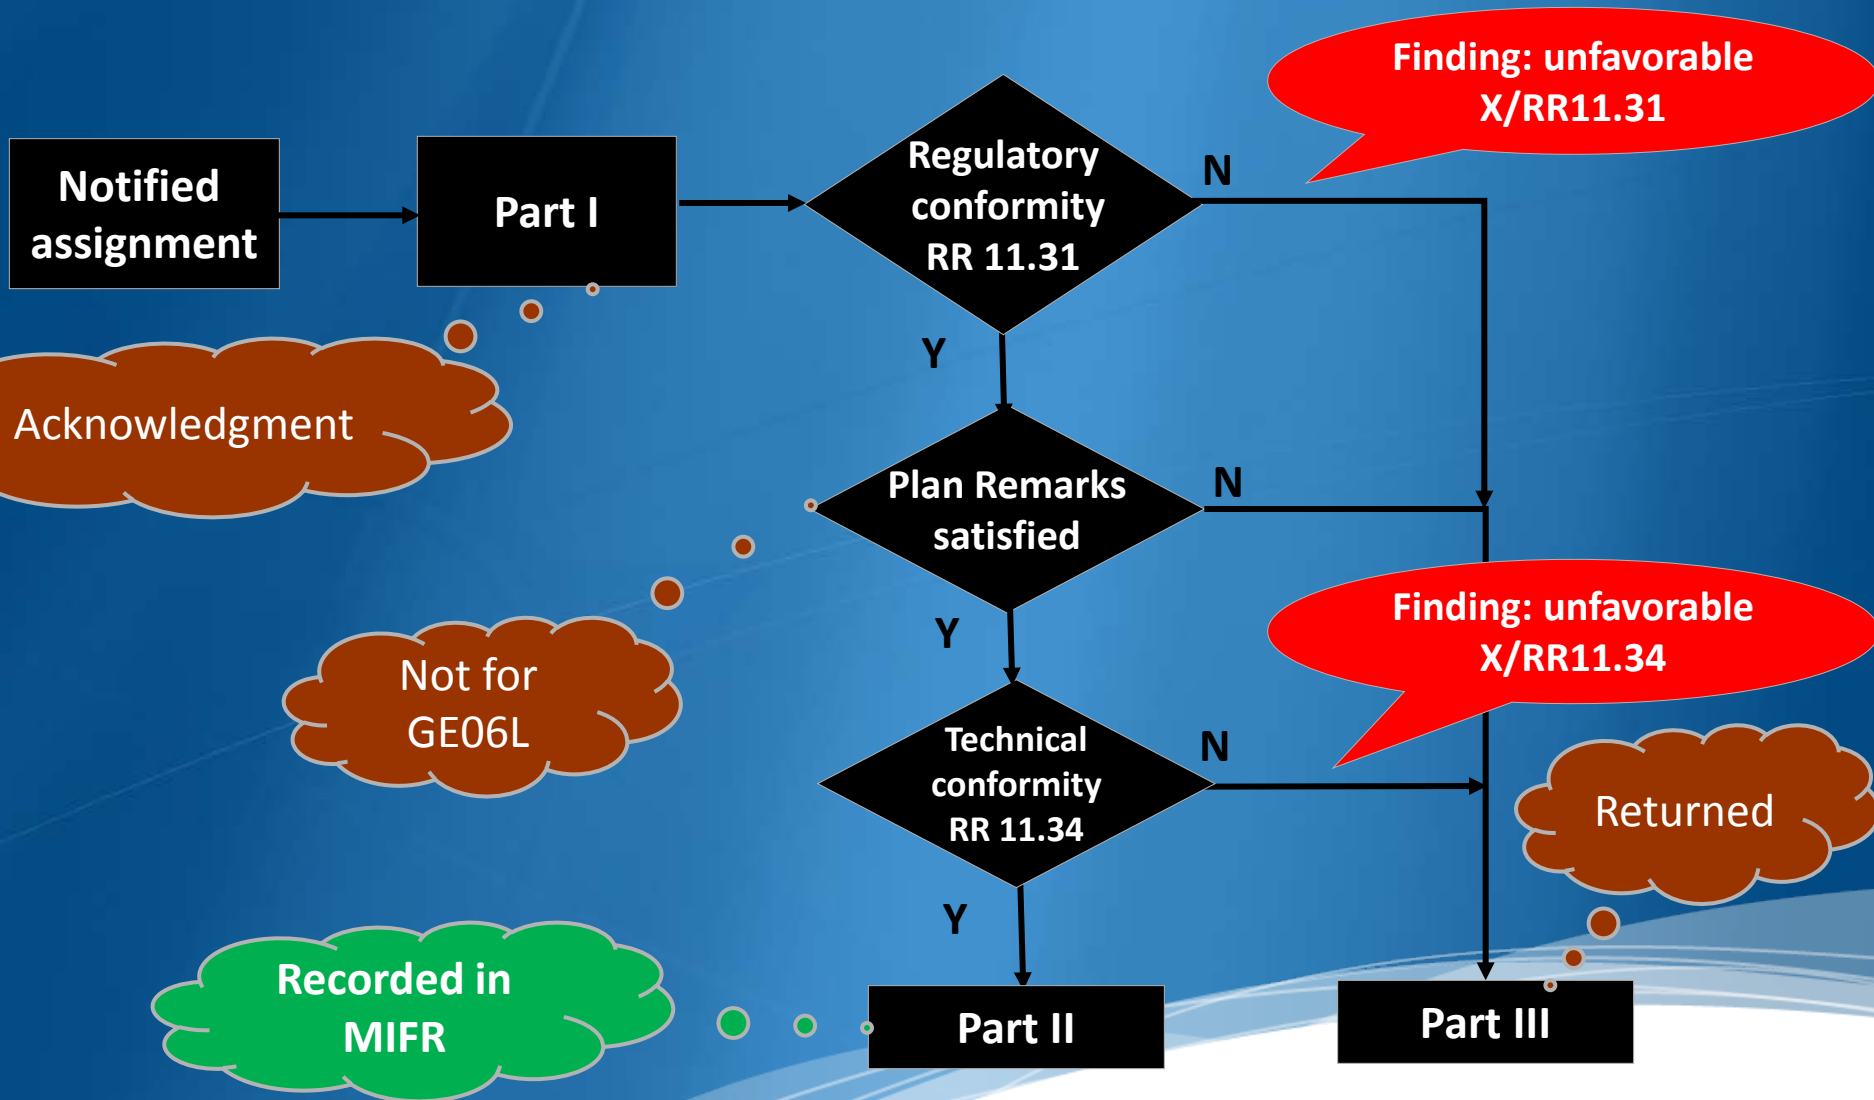 Finding: unfavorable
X/RR11.31
Notified
assignment
Part I
Regulatory
conformity
RR 11.31
N
Y
Acknowledgment
Plan Remarks
satisfied
N
Y
Finding: unfavorable
X/RR11.34
Not for
GE06L
Technical
conformity
RR 11.34
N
Y
Returned
Recorded in
MIFR
Part II
Part III